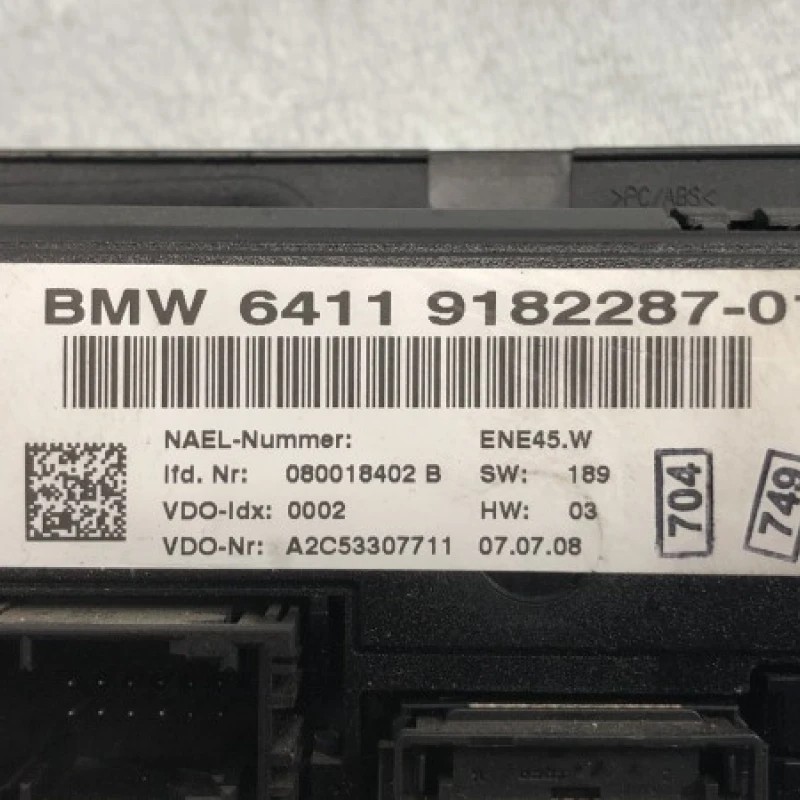 >PC/ABS<
BMW 6411 9182287-01
NAEL-Nummer: ENE45.W
lfd. Nr: 080018402 B SW: 189
VDO-Idx: 0002 HW: 03
VDO-Nr: A2C53307711 07.07.08
704
749